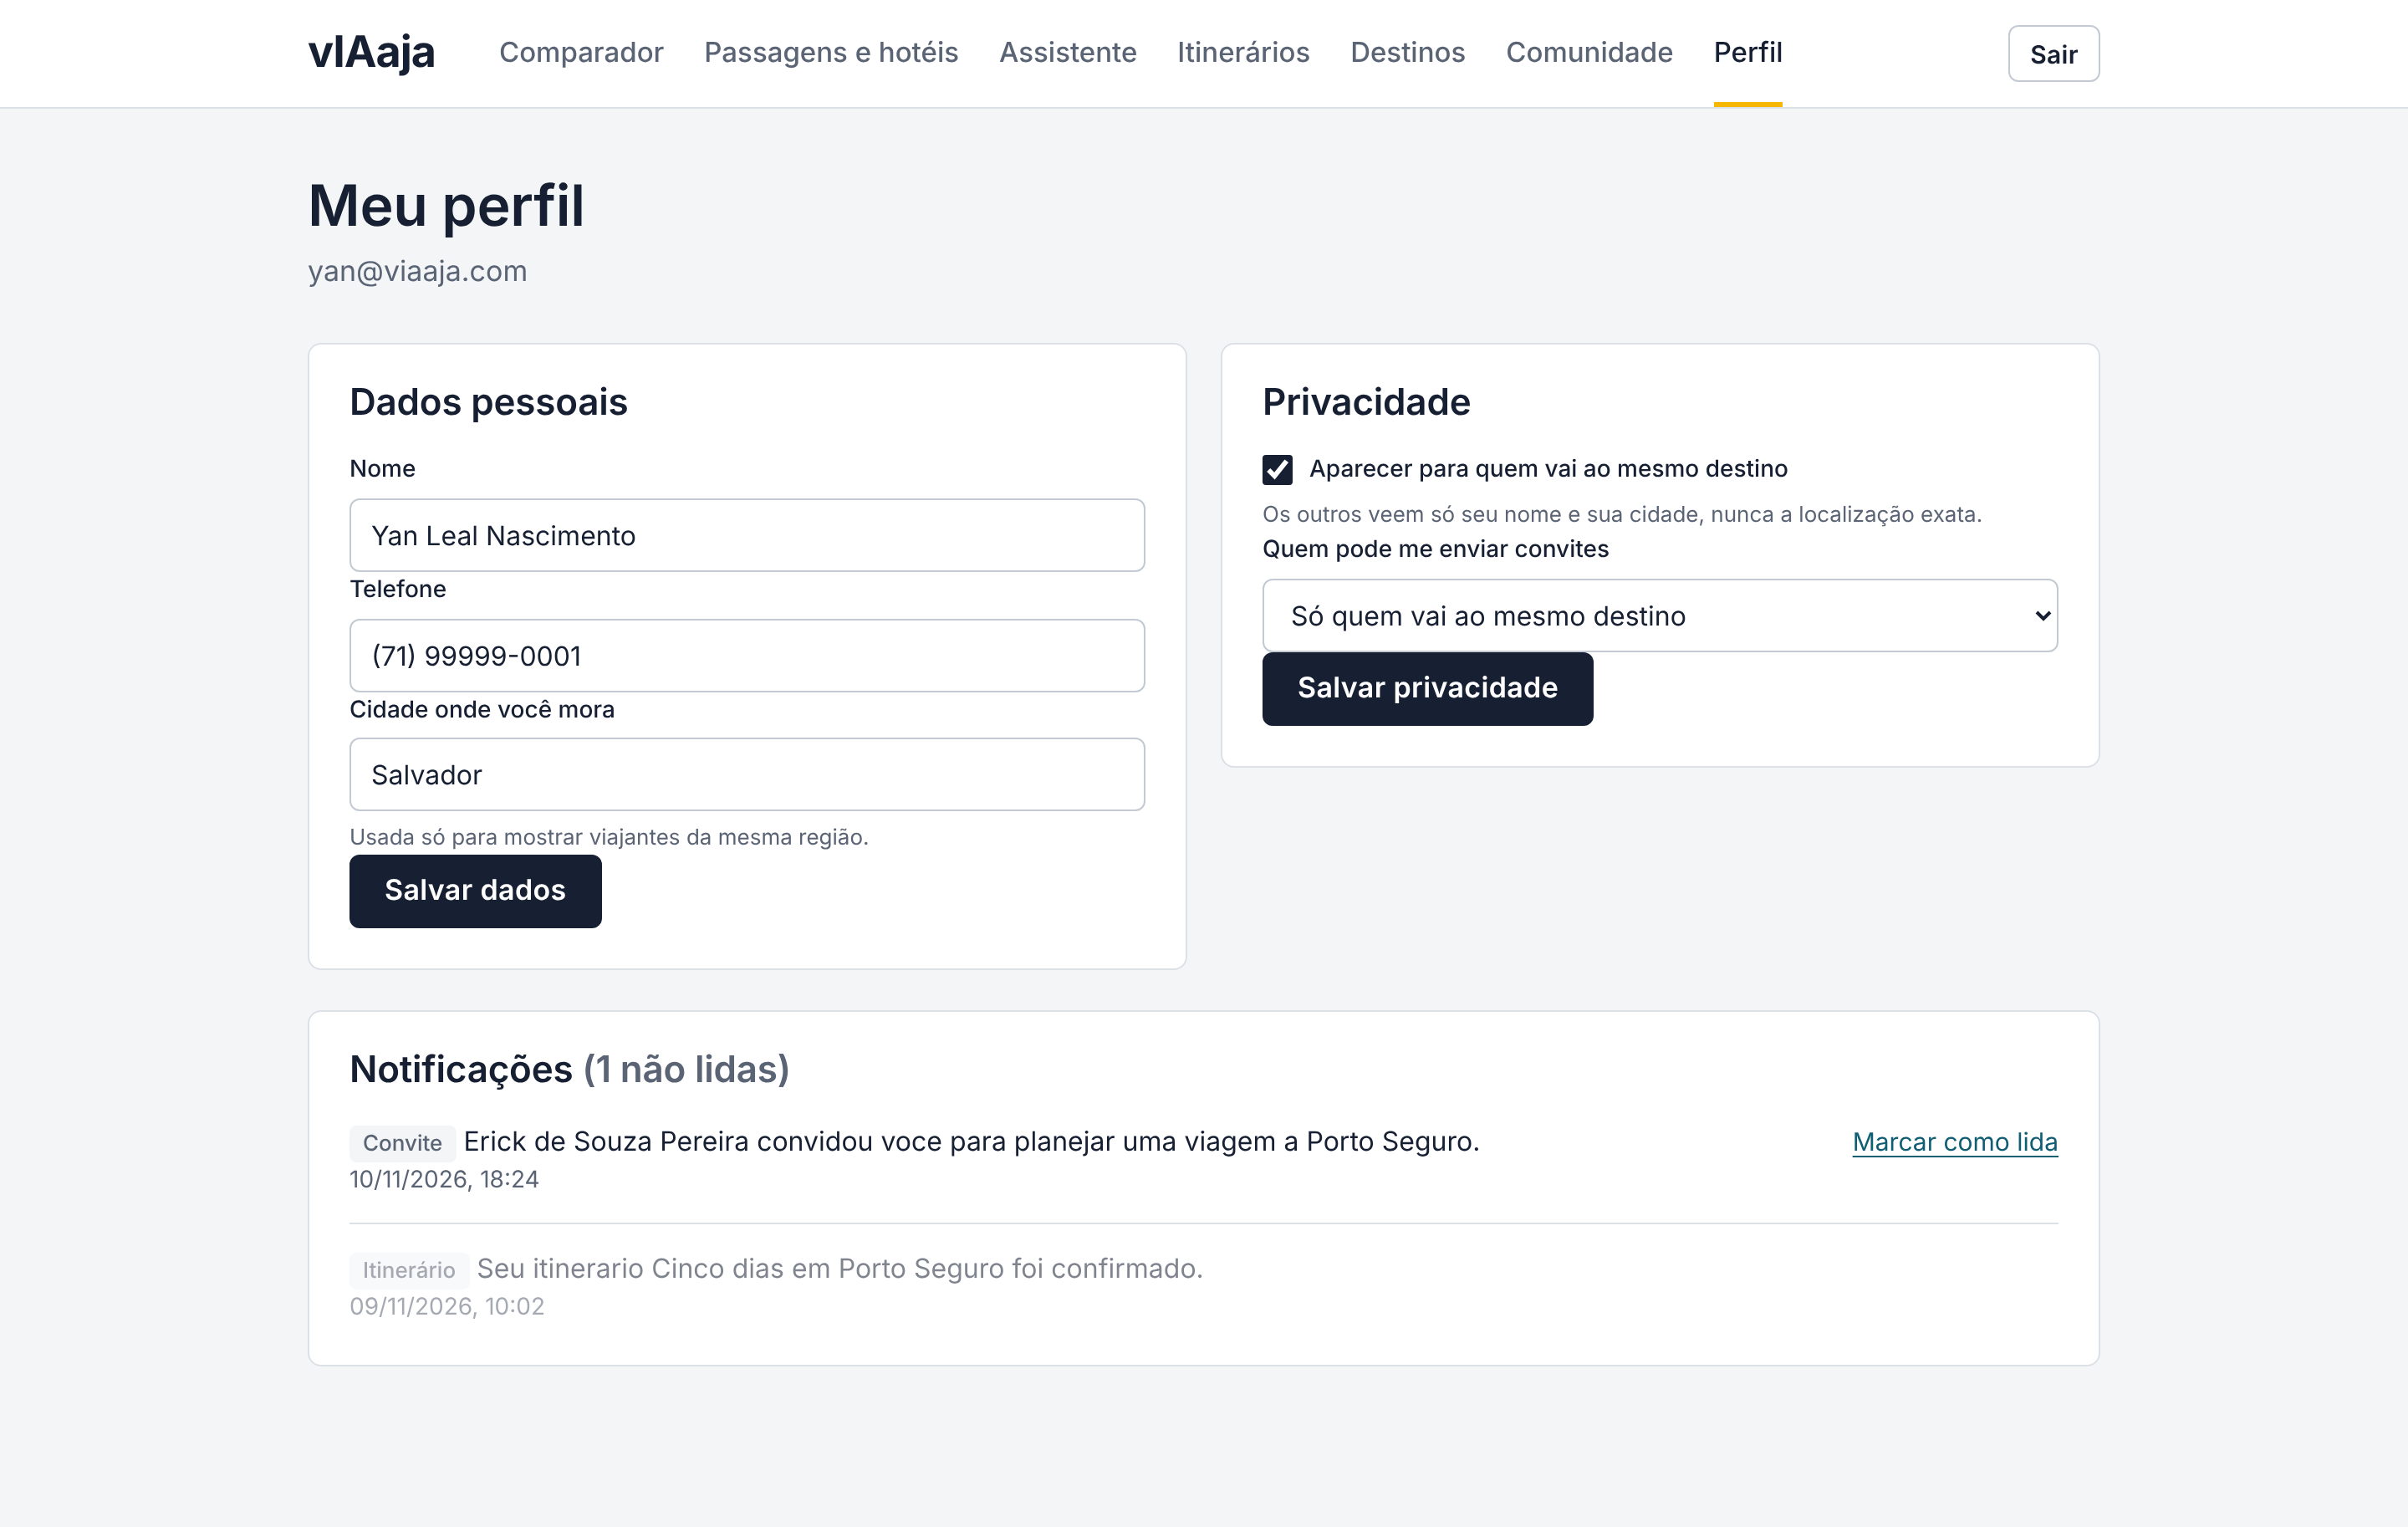 vIAaja
Comparador
Passagens e hotéis
Assistente
Itinerários
Destinos
Comunidade
Perfil
Sair
Meu perfil
yan@viaaja.com
Dados pessoais
Nome
Yan Leal Nascimento
Telefone
(71) 99999-0001
Cidade onde você mora
Salvador
Usada só para mostrar viajantes da mesma região.
Salvar dados
Privacidade
Aparecer para quem vai ao mesmo destino
Os outros veem só seu nome e sua cidade, nunca a localização exata.
Quem pode me enviar convites
Só quem vai ao mesmo destino
Salvar privacidade
Notificações (1 não lidas)
Convite Erick de Souza Pereira convidou voce para planejar uma viagem a Porto Seguro.
Marcar como lida
10/11/2026, 18:24
Itinerário Seu itinerario Cinco dias em Porto Seguro foi confirmado.
09/11/2026, 10:02